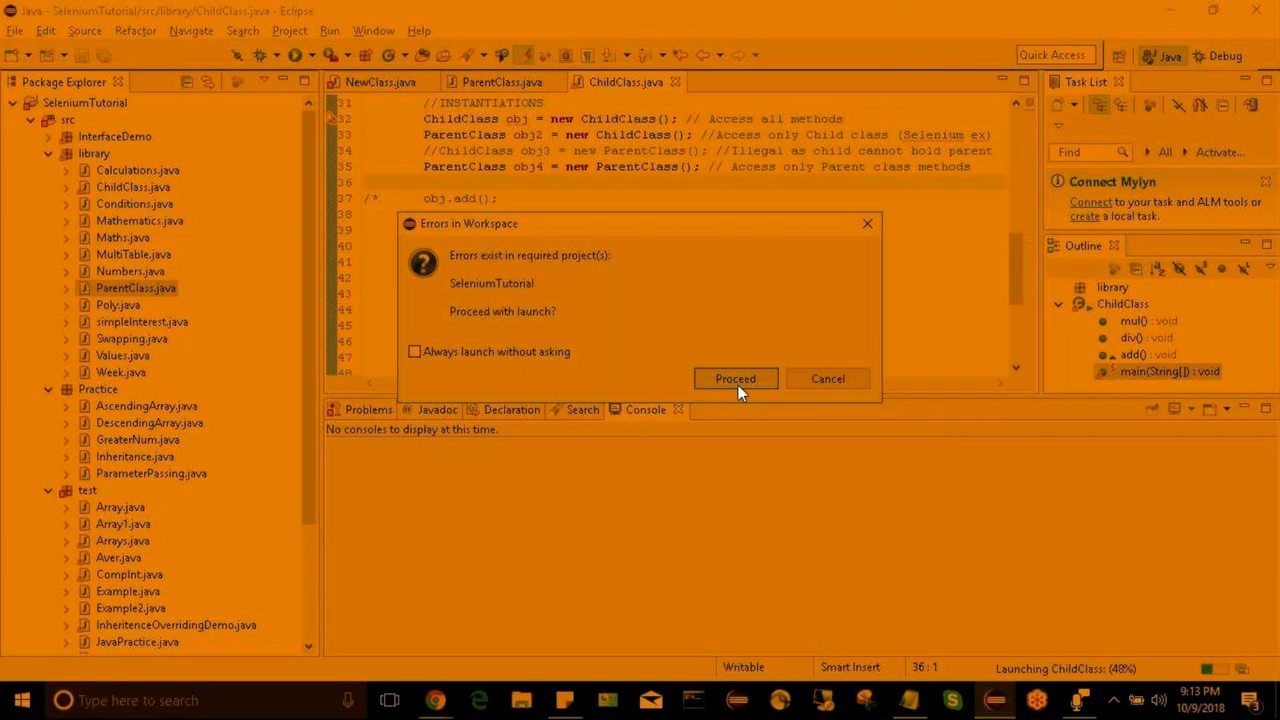 Java - SeleniumTutorial/src/library/ChildClass.java - Eclipse
File Edit Source Refactor Navigate Search Project Run Window Help
Quick Access
Java
Debug
Package Explorer
SeleniumTutorial
src
InterfaceDemo
library
Calculations.java
ChildClass.java
Conditions.java
Mathematics.java
Maths.java
MultiTable.java
Numbers.java
ParentClass.java
Poly.java
simpleInterest.java
Swapping.java
Values.java
Week.java
Practice
AscendingArray.java
DescendingArray.java
GreaterNum.java
Inheritance.java
ParameterPassing.java
test
Array.java
Array1.java
Arrays.java
Aver.java
CompInt.java
Example.java
Example2.java
InheritenceOverridingDemo.java
JavaPractice.java
NewClass.java ParentClass.java ChildClass.java
31 //INSTANTIATIONS
32 ChildClass obj = new ChildClass(); // Access all methods
33 ParentClass obj2 = new ChildClass(); //Access only Child class (Selenium ex)
34 //ChildClass obj3 = new ParentClass(); //Illegal as child cannot hold parent
35 ParentClass obj4 = new ParentClass(); // Access only Parent class methods
36
37 /* obj.add();
38
39
40
41
42
43
44
45
46
47
48
Errors in Workspace
Errors exist in required project(s):
SeleniumTutorial
Proceed with launch?
Always launch without asking
Proceed Cancel
Problems Javadoc Declaration Search Console
No consoles to display at this time.
Task List
Find All Activate...
Connect Mylyn
Connect to your task and ALM tools or
create a local task.
Outline
library
ChildClass
mul() : void
div() : void
add() : void
main(String[]) : void
Writable Smart Insert 36 : 1 Launching ChildClass: (48%)
Type here to search
9:13 PM
10/9/2018
3